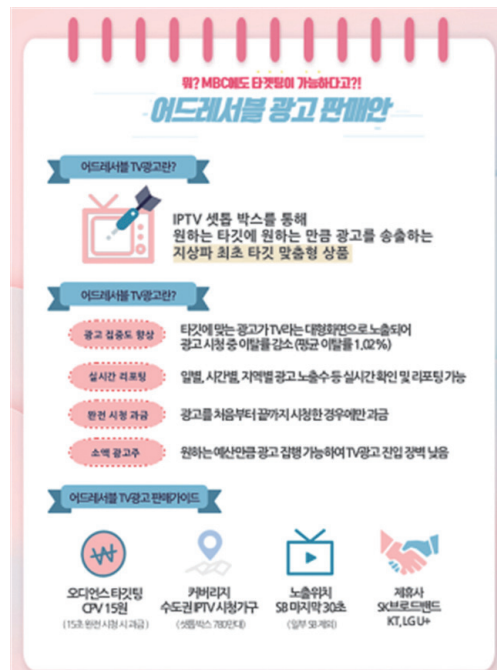 뭐? MBC에도 타겟팅이 가능하다고?!
어드레서블 광고 판매안
어드레서블 TV광고란?
IPTV 셋톱 박스를 통해
원하는 타깃에 원하는 만큼 광고를 송출하는
지상파 최초 타깃 맞춤형 상품
어드레서블 TV광고란?
광고 집중도 향상
타깃에 맞는 광고가 TV라는 대형화면으로 노출되어
광고 시청 중 이탈률 감소 (평균 이탈률 1.02%)
실시간 리포팅
일별, 시간별, 지역별 광고 노출수 등 실시간 확인 및 리포팅 가능
완전 시청 과금
광고를 처음부터 끝까지 시청한 경우에만 과금
소액 광고주
원하는 예산만큼 광고 집행 가능하여 TV광고 진입 장벽 낮음
어드레서블 TV광고 판매가이드
오디언스 타깃팅
CPV 15원
(15초 완전 시청 시 과금)
커버리지
수도권 IPTV 시청가구
(셋톱박스 780만대)
노출위치
SB 마지막 30초
(일부 SB 제외)
제휴사
SK브로드밴드
KT, LG U+